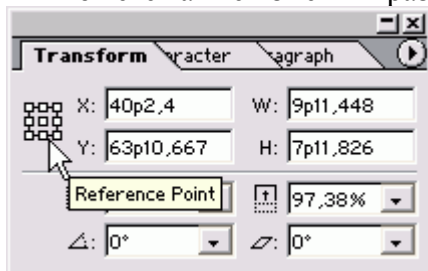 Transform racter agraph
X: 40p2,4 W: 9p11,448
Y: 63p10,667 H: 7p11,826
Reference Point 97,38%
0° 0°